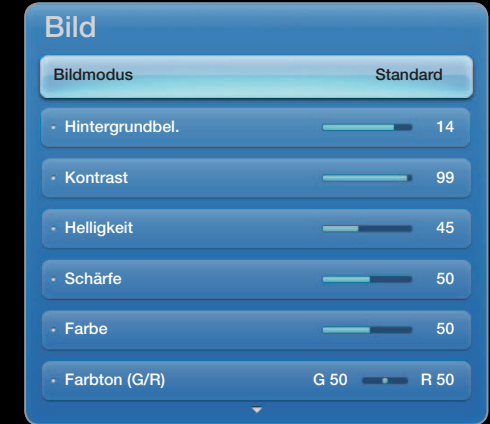 Bild
Bildmodus Standard
Hintergrundbel. 14
Kontrast 99
Helligkeit 45
Schärfe 50
Farbe 50
Farbton (G/R) G 50 R 50